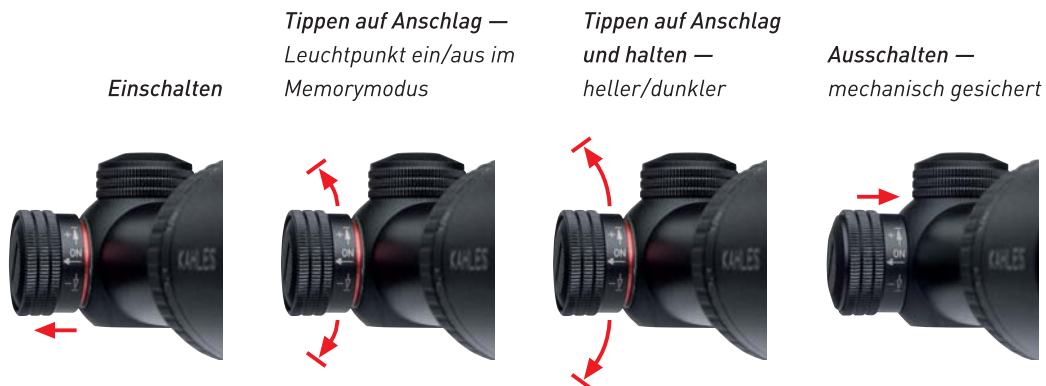 Einschalten
Tippen auf Anschlag —
Leuchtpunkt ein/aus im
Memorymodus
Tippen auf Anschlag
und halten —
heller/dunkler
Ausschalten —
mechanisch gesichert
+
ON
-
KAHLES
+
ON
-
KAHLES
+
ON
-
KAHLES
+
ON
-
KAHLES